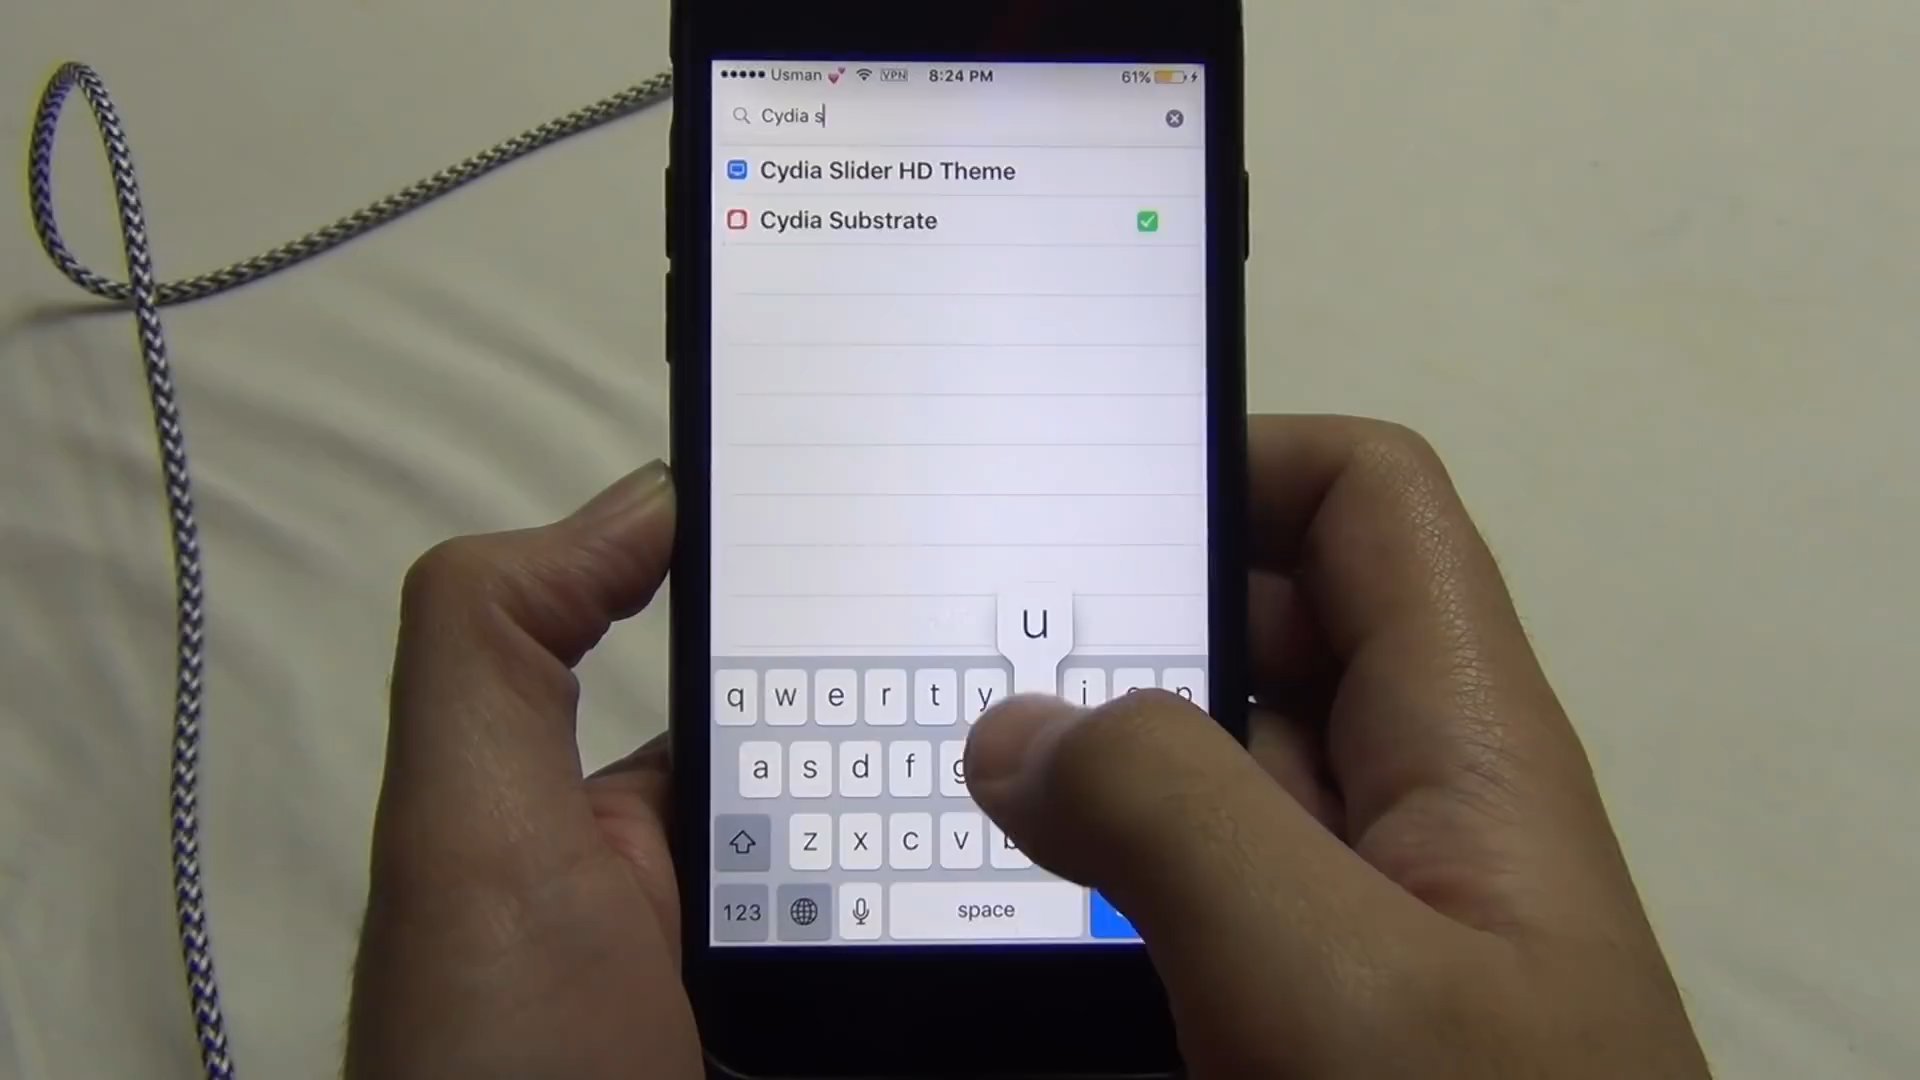 Usman 💕 VPN 8:24 PM 61%
Cydia s
Cydia Slider HD Theme
Cydia Substrate
u
q w e r t y i p
a s d f g
z x c v b
123 space